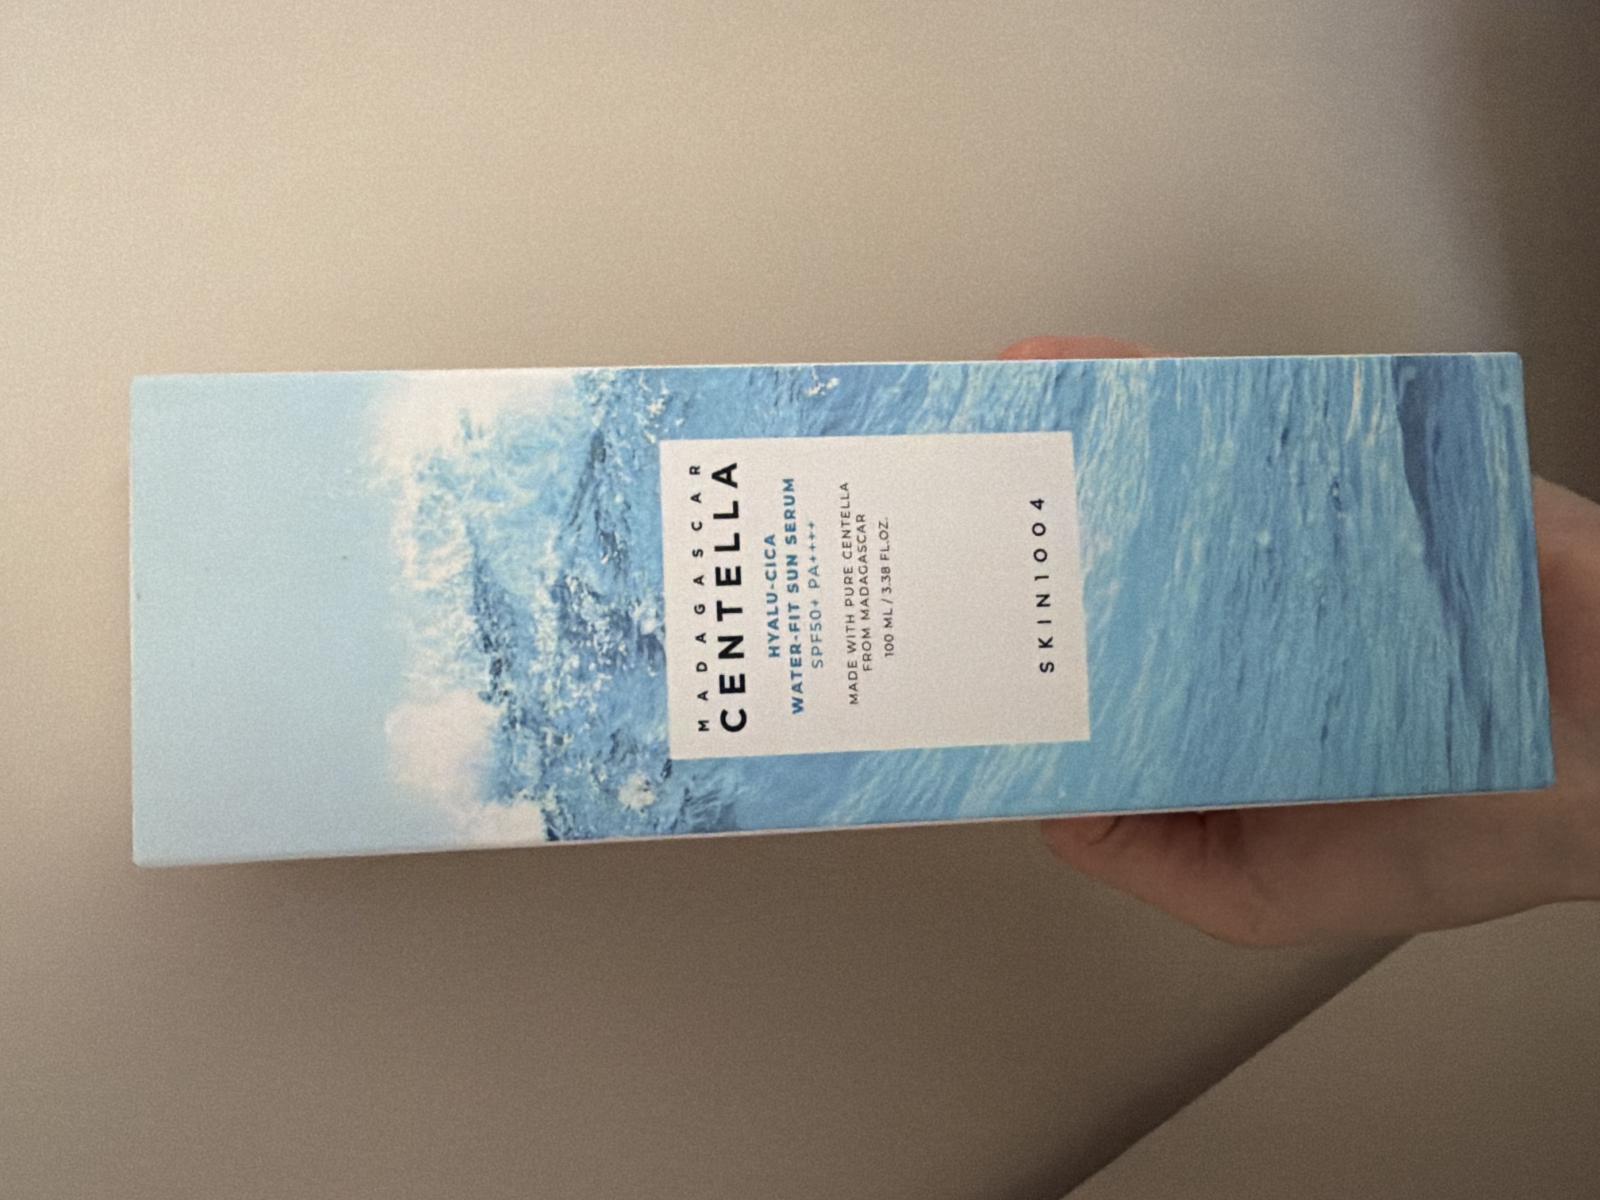 MADAGASCAR
CENTELLA
HYALU-CICA
WATER-FIT SUN SERUM
SPF50+ PA++++
MADE WITH PURE CENTELLA
FROM MADAGASCAR
100 ML / 3.38 FL.OZ.
SKIN1004